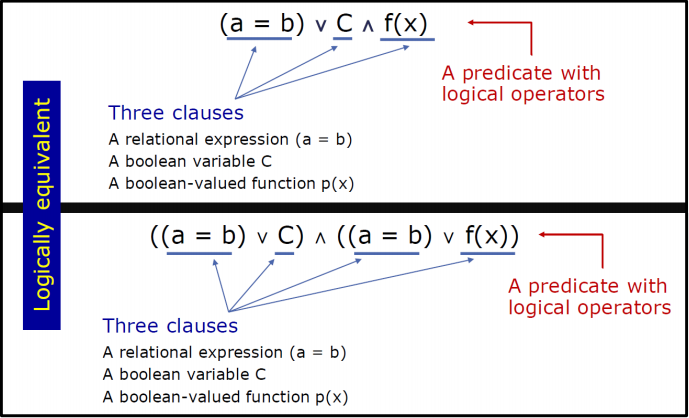 (a = b) ∨ C ∧ f(x)
A predicate with
logical operators
Three clauses
A relational expression (a = b)
A boolean variable C
A boolean-valued function p(x)
Logically equivalent
((a = b) ∨ C) ∧ ((a = b) ∨ f(x))
A predicate with
logical operators
Three clauses
A relational expression (a = b)
A boolean variable C
A boolean-valued function p(x)